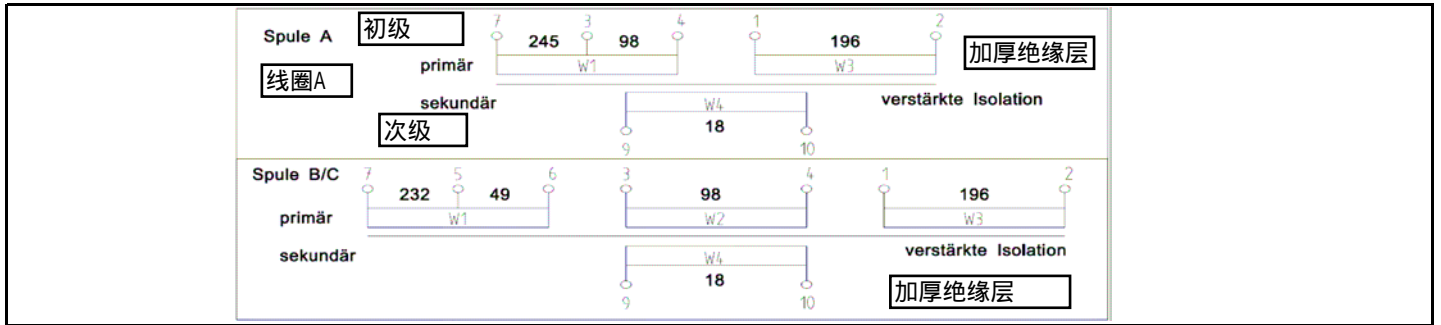 7 3 4 1 2
Spule A 初级 245 98 196 加厚绝缘层
primär W1 W3
线圈A
sekundär W4 verstärkte Isolation
次级 18
9 10
Spule B/C 7 5 6 3 4 1 2
232 49 98 196
primär W1 W2 W3
sekundär W4 verstärkte Isolation
18 加厚绝缘层
9 10